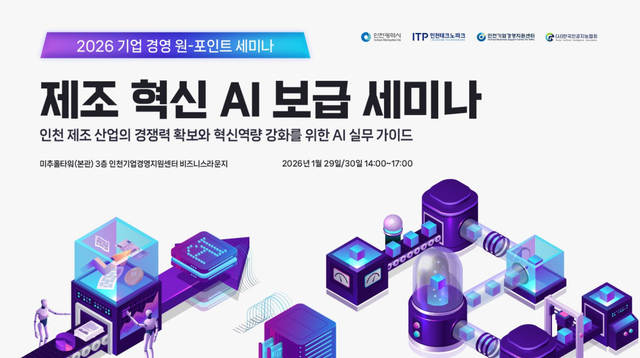 2026 기업 경영 원-포인트 세미나
인천광역시
ITP 인천테크노파크
인천기업경영지원센터
(사)한국인공지능협회
제조 혁신 AI 보급 세미나
인천 제조 산업의 경쟁력 확보와 혁신역량 강화를 위한 AI 실무 가이드
미추홀타워(본관) 3층 인천기업경영지원센터 비즈니스라운지
2026년 1월 29일/30일 14:00~17:00